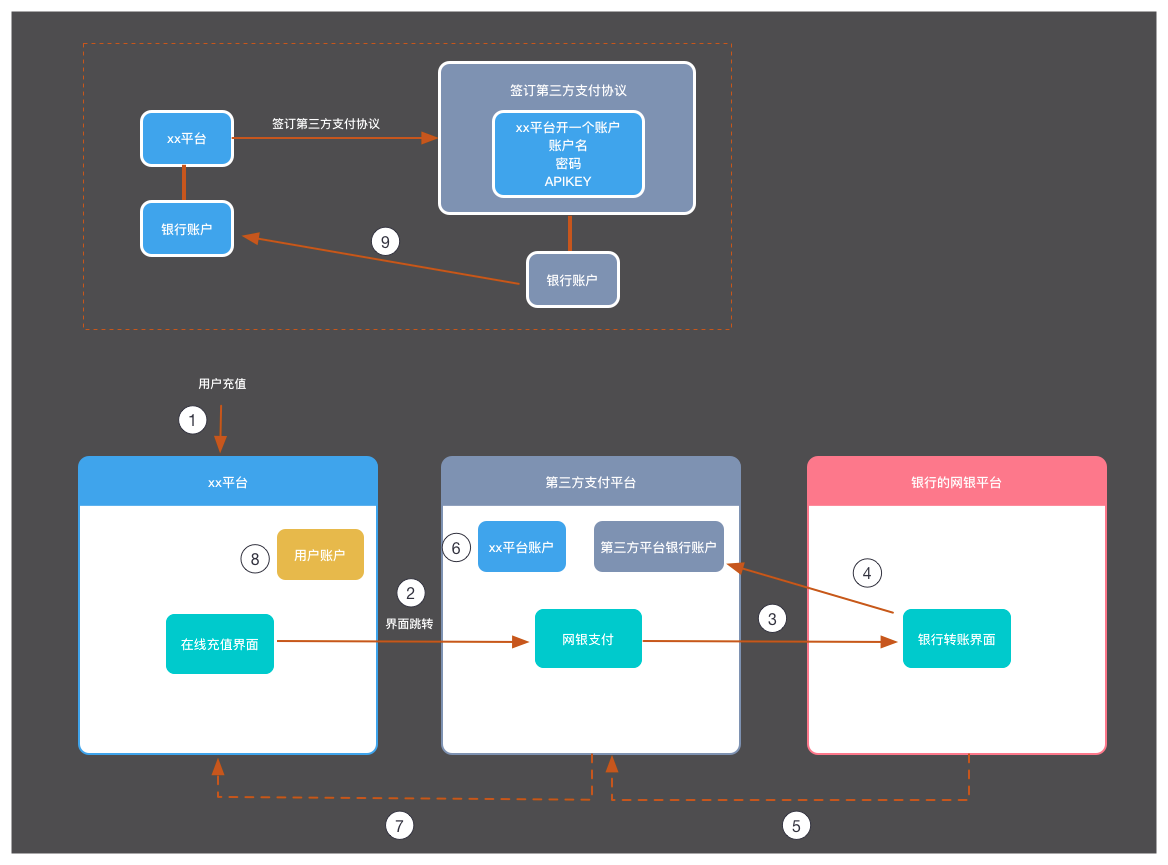 签订第三方支付协议
xx平台
签订第三方支付协议
xx平台开一个账户
账户名
密码
APIKEY
银行账户
9
银行账户
用户充值
1
xx平台
第三方支付平台
银行的网银平台
8
用户账户
6
xx平台账户
第三方平台银行账户
4
2
界面跳转
3
在线充值界面
网银支付
银行转账界面
7
5